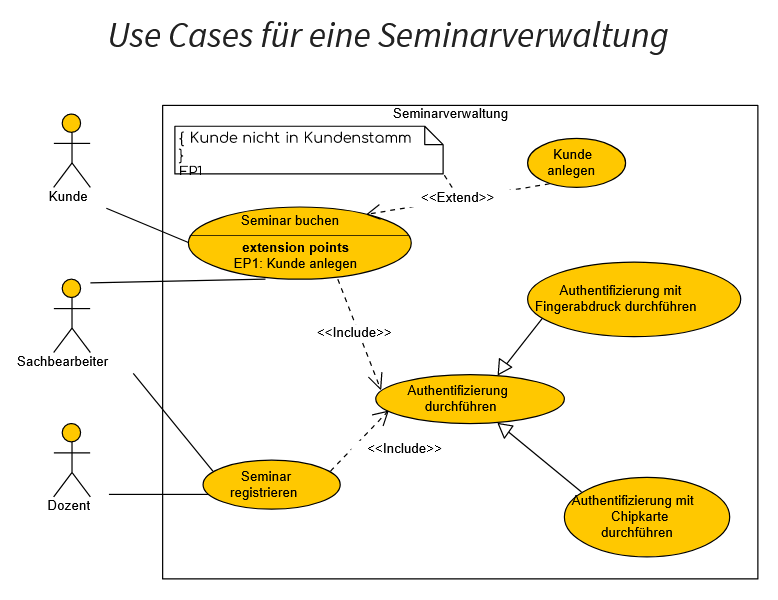 Use Cases für eine Seminarverwaltung
Seminarverwaltung
{ Kunde nicht in Kundenstamm
}
EP1
Kunde
anlegen
<<Extend>>
Kunde
Seminar buchen
extension points
EP1: Kunde anlegen
Authentifizierung mit
Fingerabdruck durchführen
<<Include>>
Sachbearbeiter
Authentifizierung
durchführen
<<Include>>
Seminar
registrieren
Dozent
Authentifizierung mit
Chipkarte
durchführen